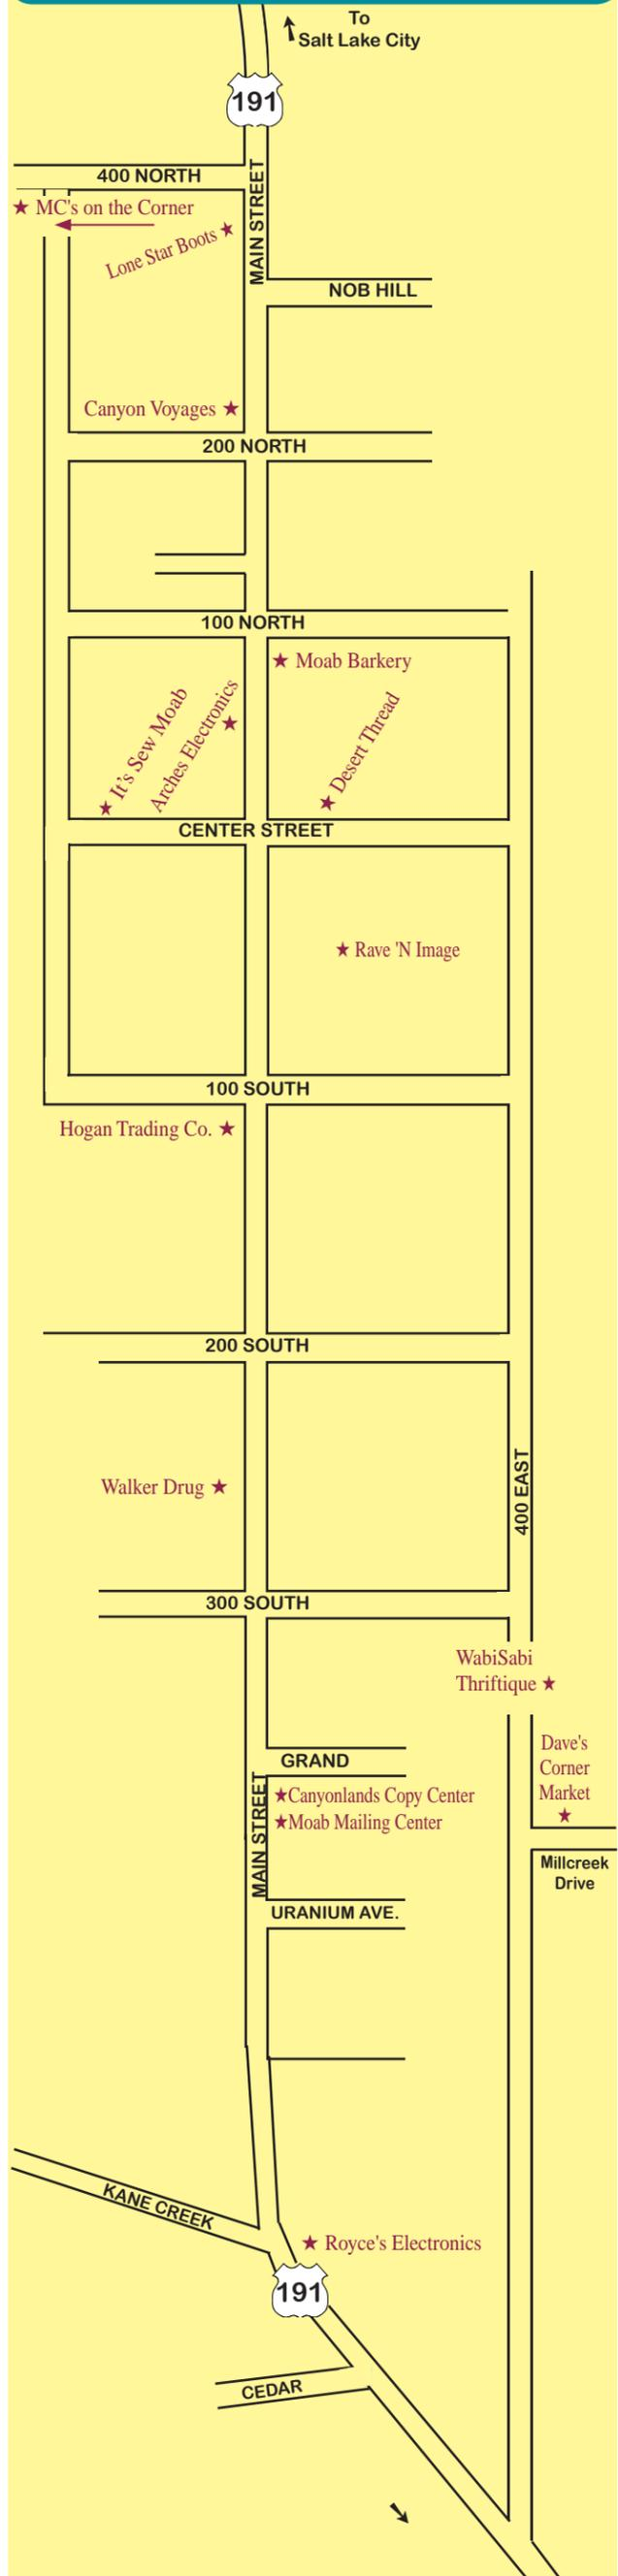 To
Salt Lake City
191
400 NORTH
MAIN STREET
★ MC's on the Corner
Lone Star Boots ★
NOB HILL
Canyon Voyages ★
200 NORTH
100 NORTH
★ Moab Barkery
★ It's Sew Moab
Arches Electronics ★
★ Desert Thread
CENTER STREET
★ Rave 'N Image
100 SOUTH
Hogan Trading Co. ★
200 SOUTH
400 EAST
Walker Drug ★
300 SOUTH
WabiSabi
Thriftique ★
Dave's
Corner
Market
★
GRAND
MAIN STREET
★Canyonlands Copy Center
★Moab Mailing Center
Millcreek
Drive
URANIUM AVE.
KANE CREEK
★ Royce's Electronics
191
CEDAR